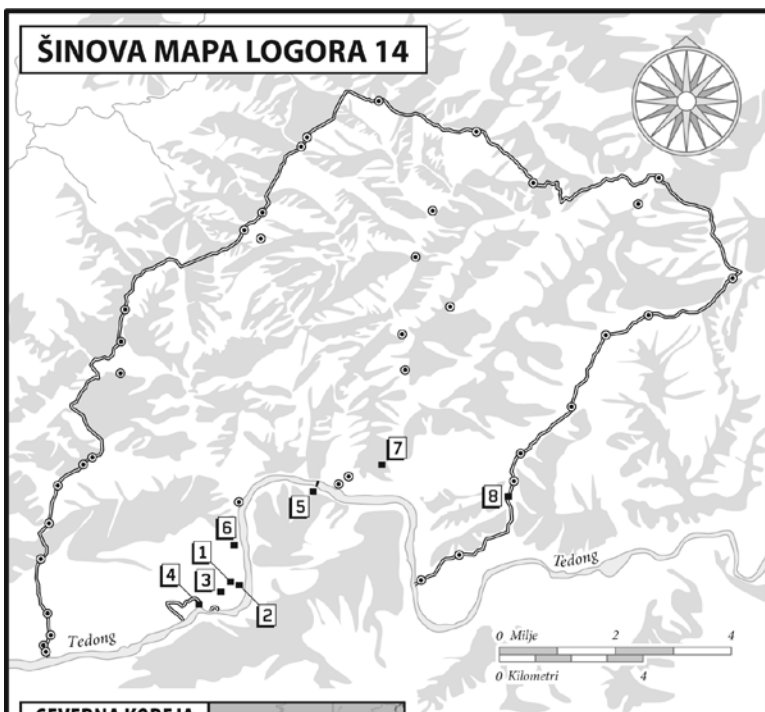 ŠINOVA MAPA LOGORA 14
7
8
5
6
1
3
4
2
Tedong
Tedong
0 Milje 2 4
0 Kilometri 4
SEVERNA KOREJA